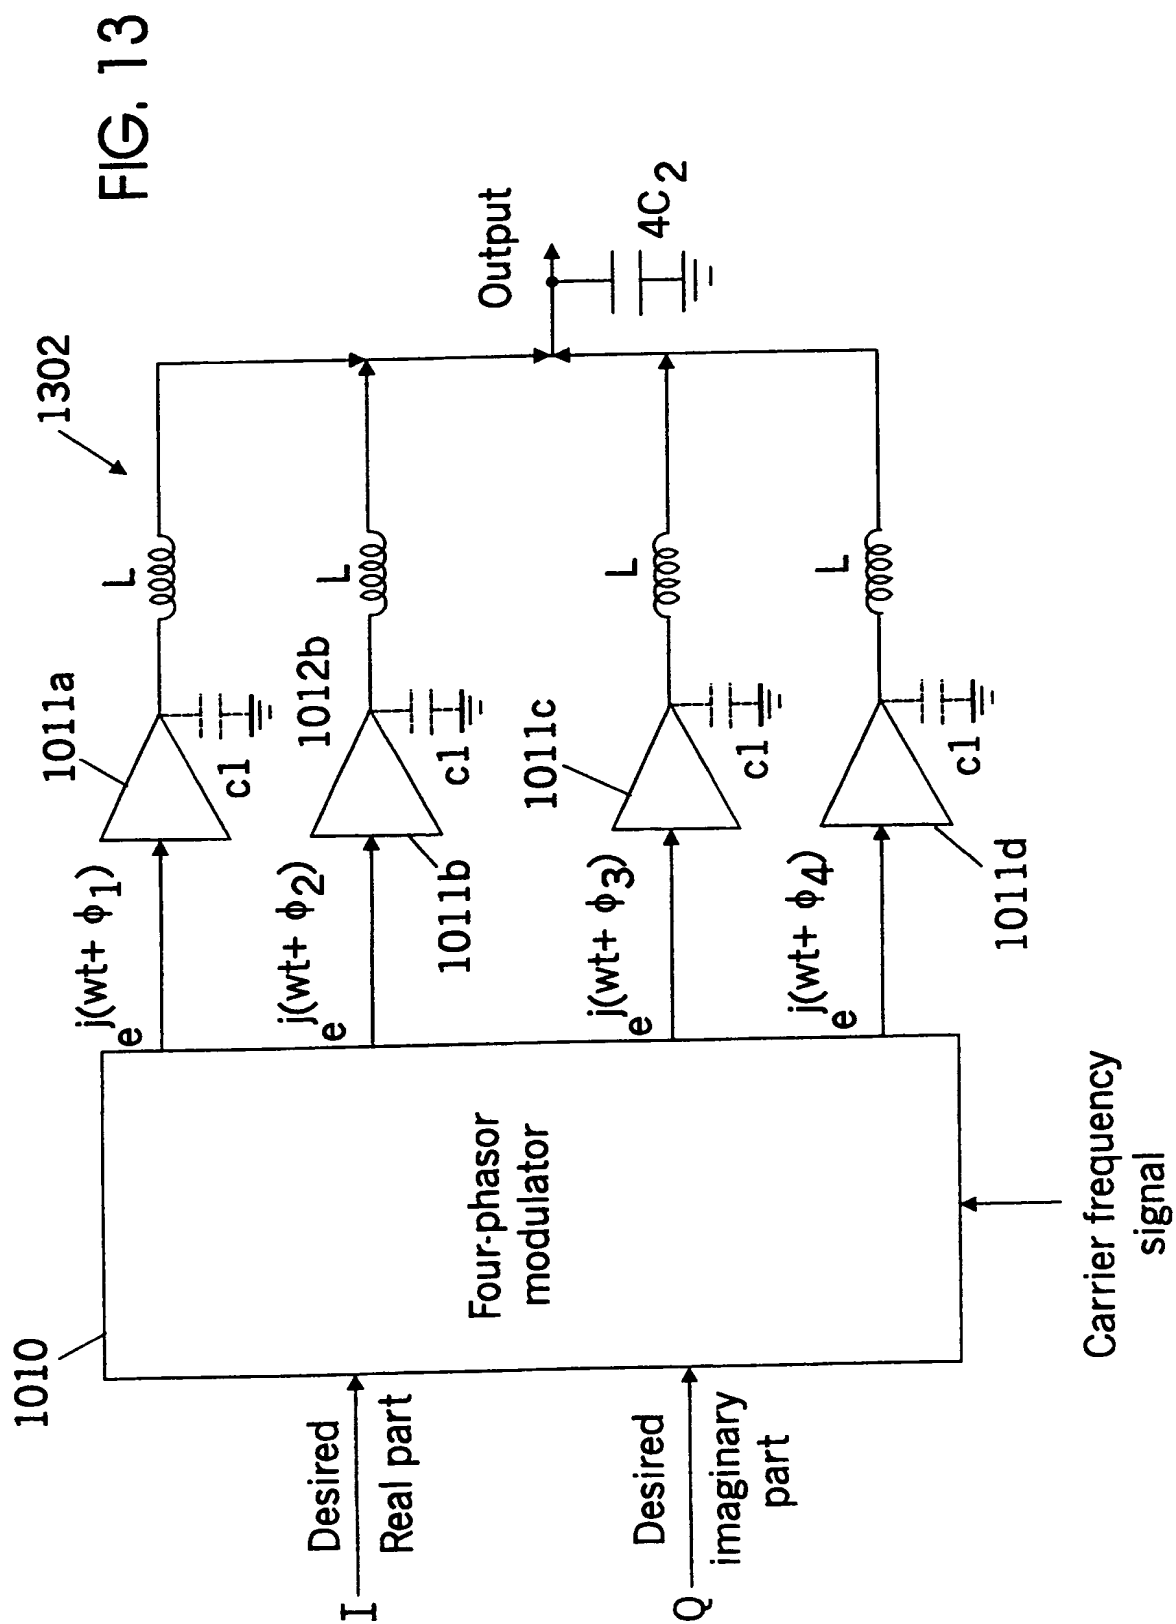 FIG. 13
1302
1010
I
Desired
Real part
Q
Desired
imaginary
part
Four-phasor
modulator
Carrier frequency
signal
e j(wt+ ϕ1)
e j(wt+ ϕ2)
e j(wt+ ϕ3)
e j(wt+ ϕ4)
1011a
c1
L
1011b
1012b
c1
L
1011c
c1
L
1011d
c1
L
Output
4C2